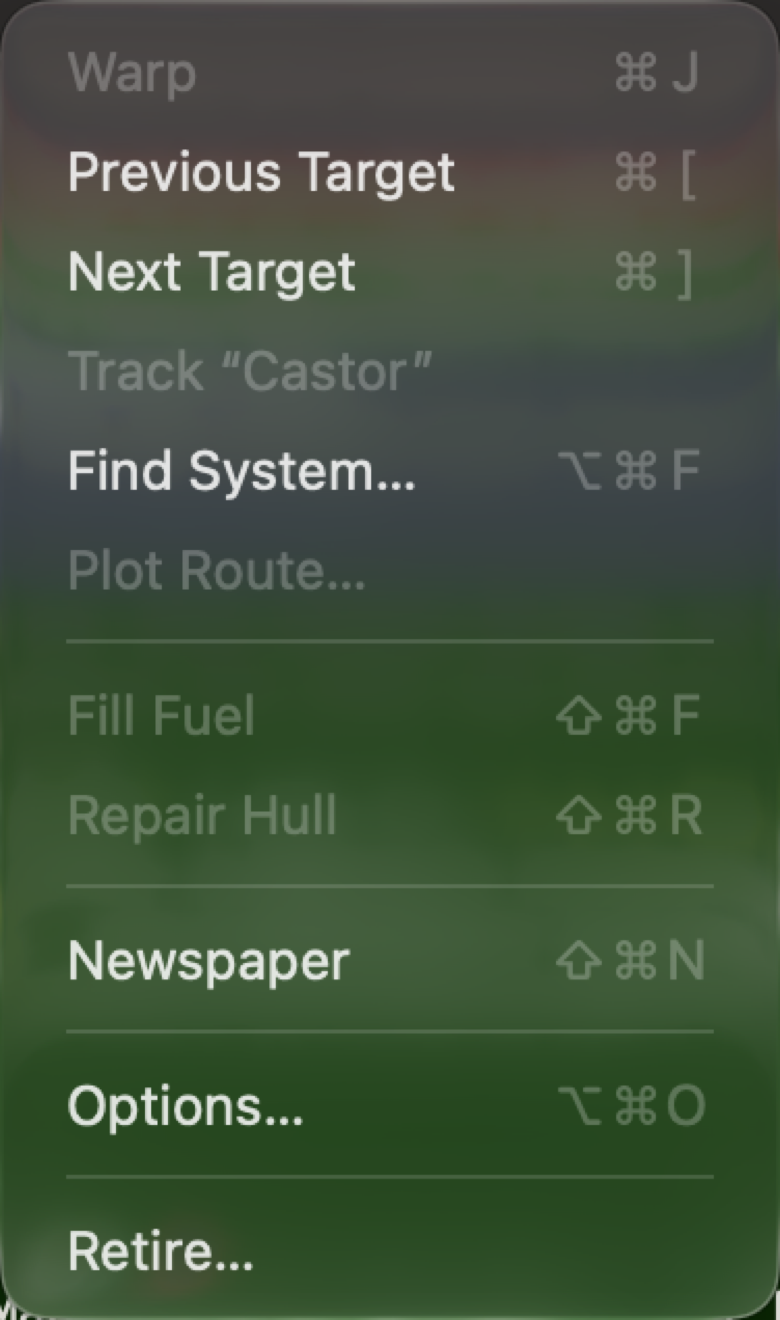 Warp ⌘ J
Previous Target ⌘ [
Next Target ⌘ ]
Track “Castor”
Find System... ⌥ ⌘ F
Plot Route...
Fill Fuel ⇧ ⌘ F
Repair Hull ⇧ ⌘ R
Newspaper ⇧ ⌘ N
Options... ⌥ ⌘ O
Retire...